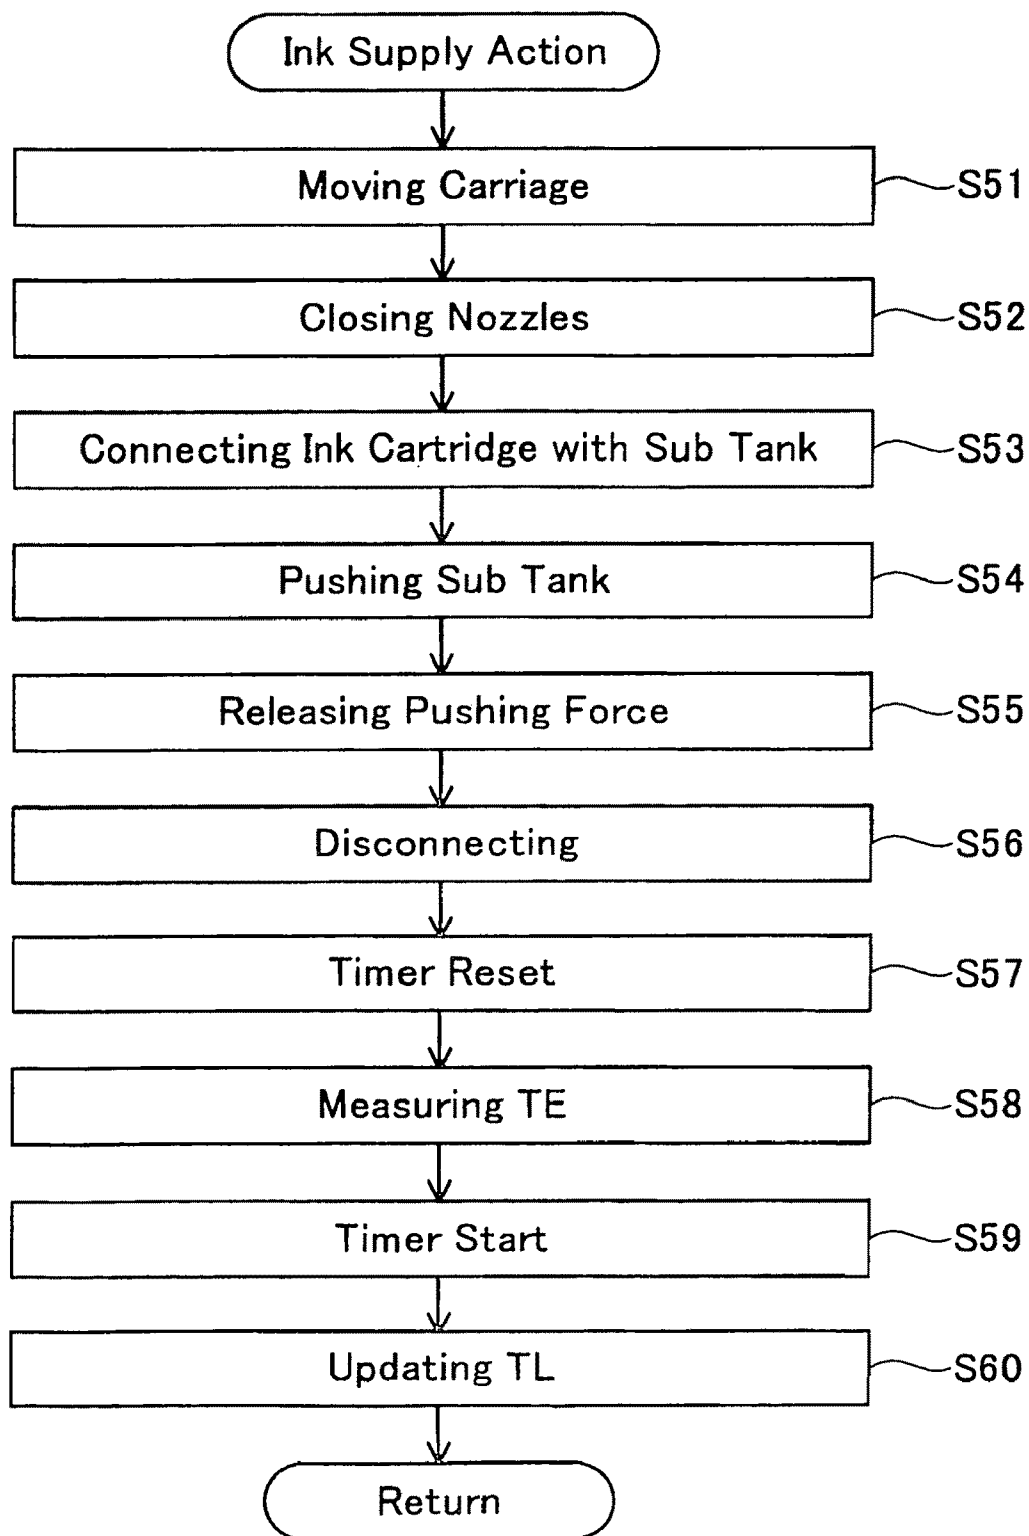 Ink Supply Action
Moving Carriage S51
Closing Nozzles S52
Connecting Ink Cartridge with Sub Tank S53
Pushing Sub Tank S54
Releasing Pushing Force S55
Disconnecting S56
Timer Reset S57
Measuring TE S58
Timer Start S59
Updating TL S60
Return